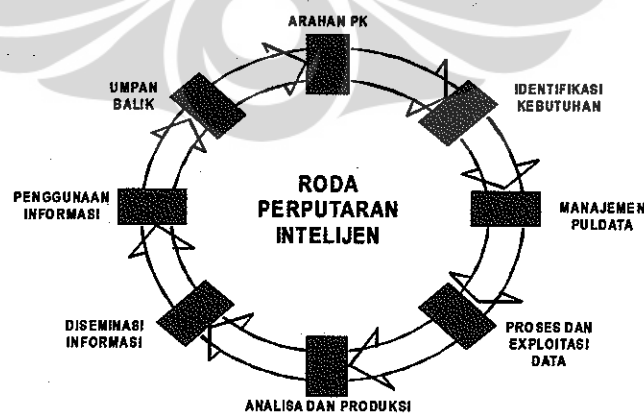 ARAHAN PK
IDENTIFIKASI
KEBUTUHAN
MANAJEMEN
PULDATA
PROSES DAN
EXPLOITASI
DATA
ANALISA DAN PRODUKSI
DISEMINASI
INFORMASI
PENGGUNAAN
INFORMASI
UMPAN
BALIK
RODA
PERPUTARAN
INTELIJEN